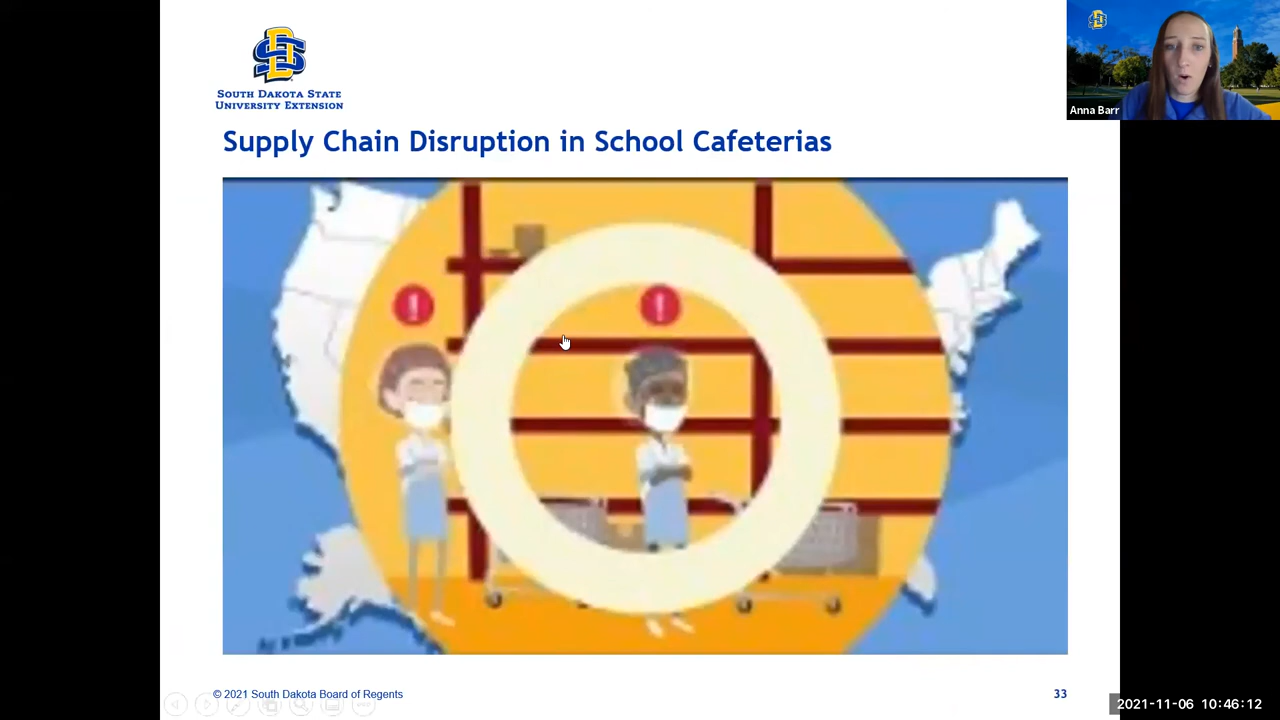 SOUTH DAKOTA STATE
UNIVERSITY EXTENSION
Anna Barr
Supply Chain Disruption in School Cafeterias
!
!
© 2021 South Dakota Board of Regents
33
2021-11-06 10:46:12